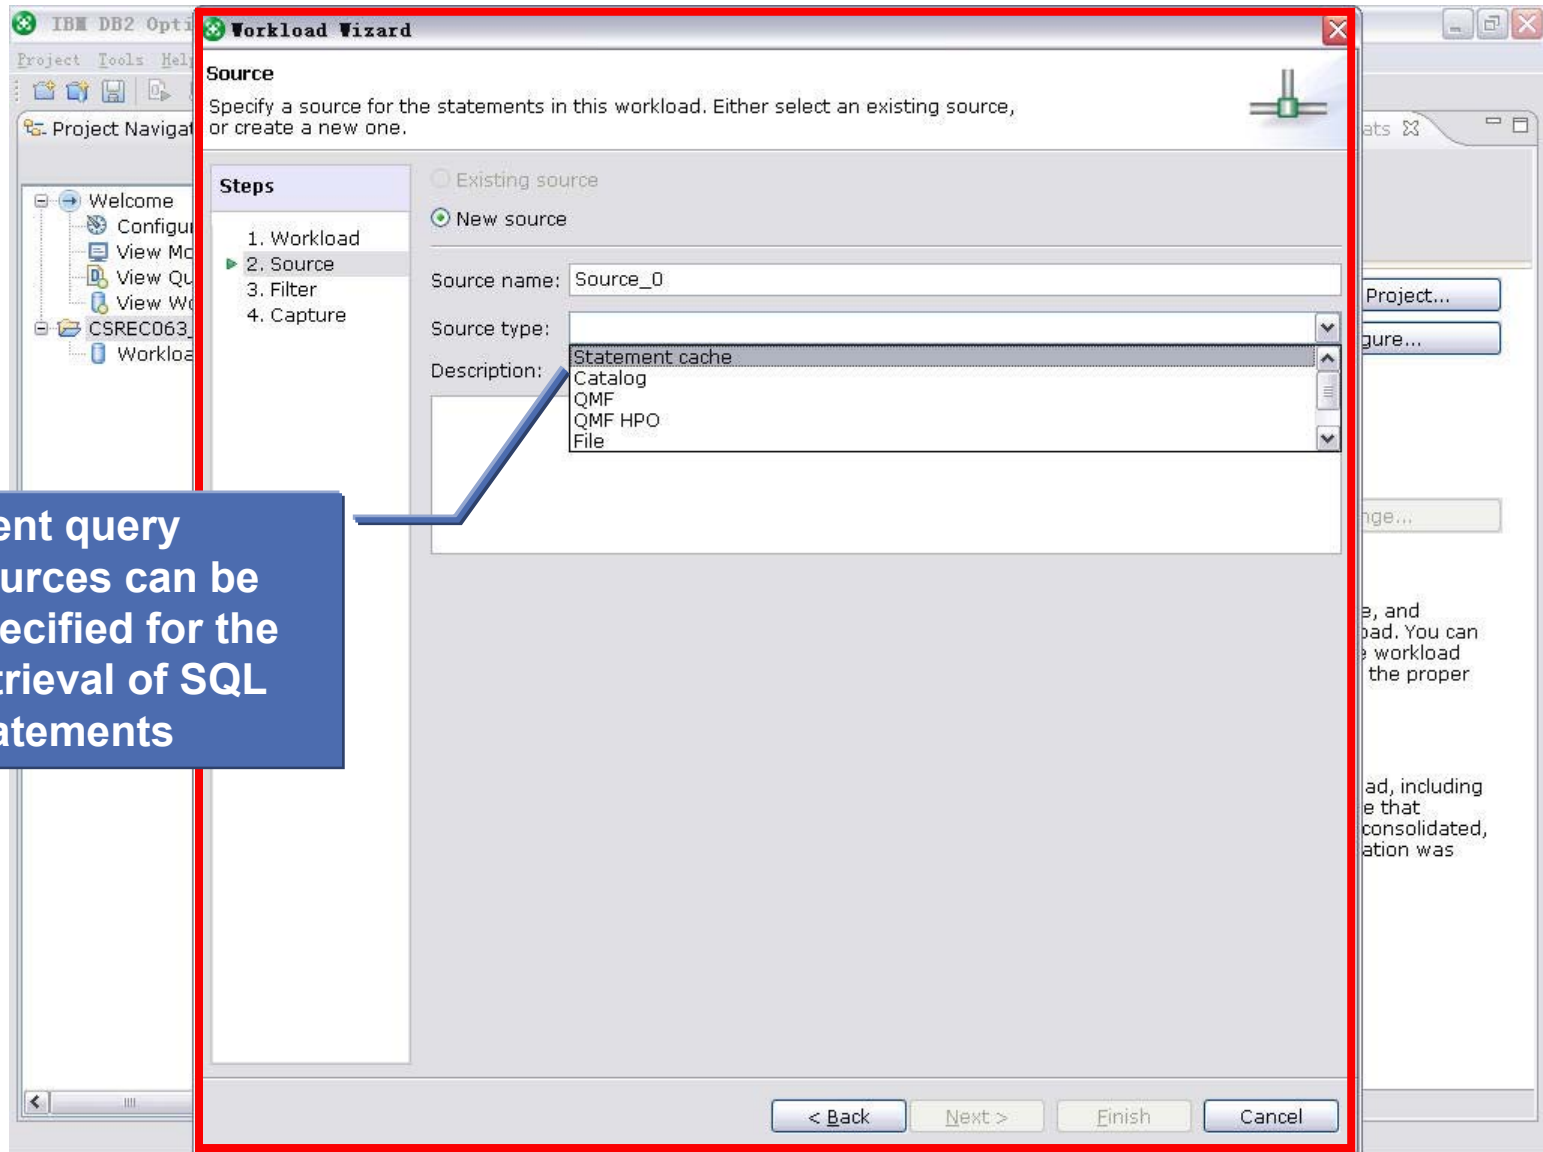 IBM DB2 Opti
Workload Wizard
Project Tools Hel
Source
Specify a source for the statements in this workload. Either select an existing source,
or create a new one.
Project Navigat
ats
Steps
1. Workload
2. Source
3. Filter
4. Capture
Existing source
New source
Source name: Source_0
Source type:
Statement cache
Catalog
QMF
QMF HPO
File
Description:
Welcome
Configur
View Mo
View Qu
View Wo
CSREC063_
Workloa
Project...
gure...
nge...
ent query
urces can be
ecified for the
trieval of SQL
atements
e, and
oad. You can
e workload
the proper
ad, including
e that
consolidated,
ation was
< Back
Next >
Finish
Cancel